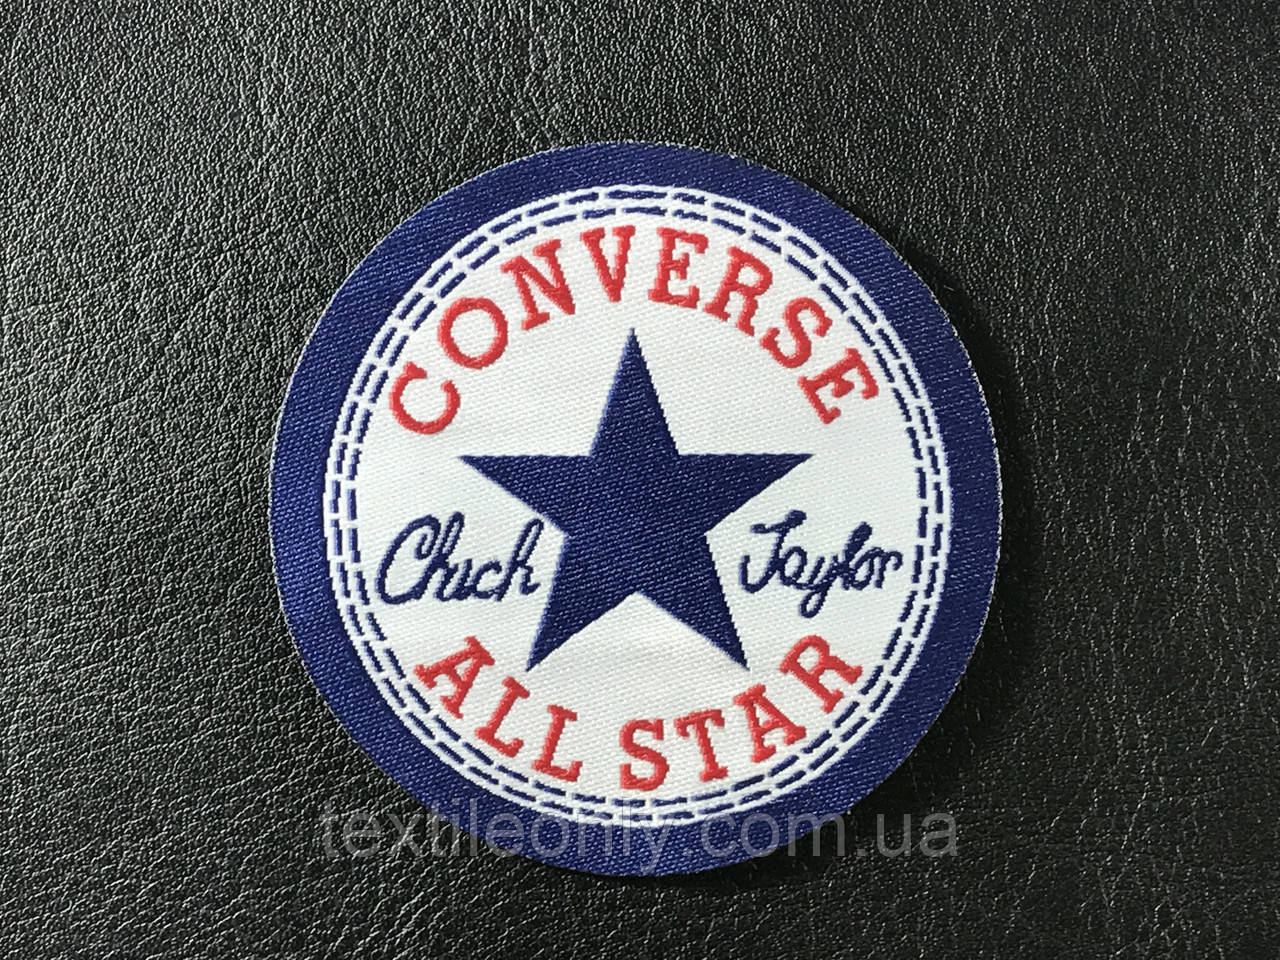 CONVERSE
Chuck Taylor
ALL STAR
textileonly.com.ua